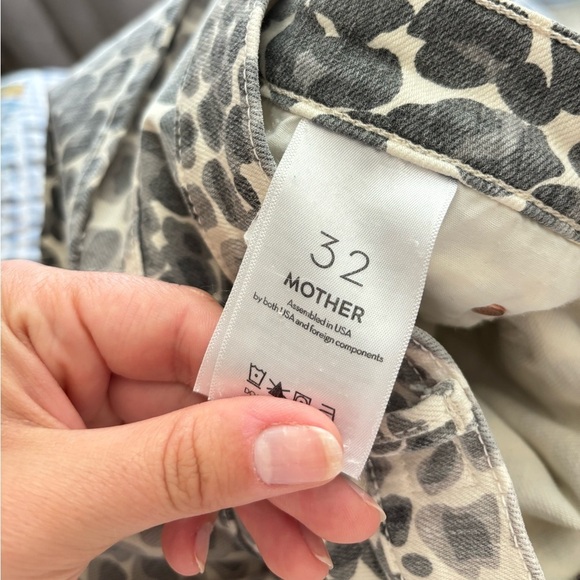 32
MOTHER
Assembled in USA
by both USA and foreign components